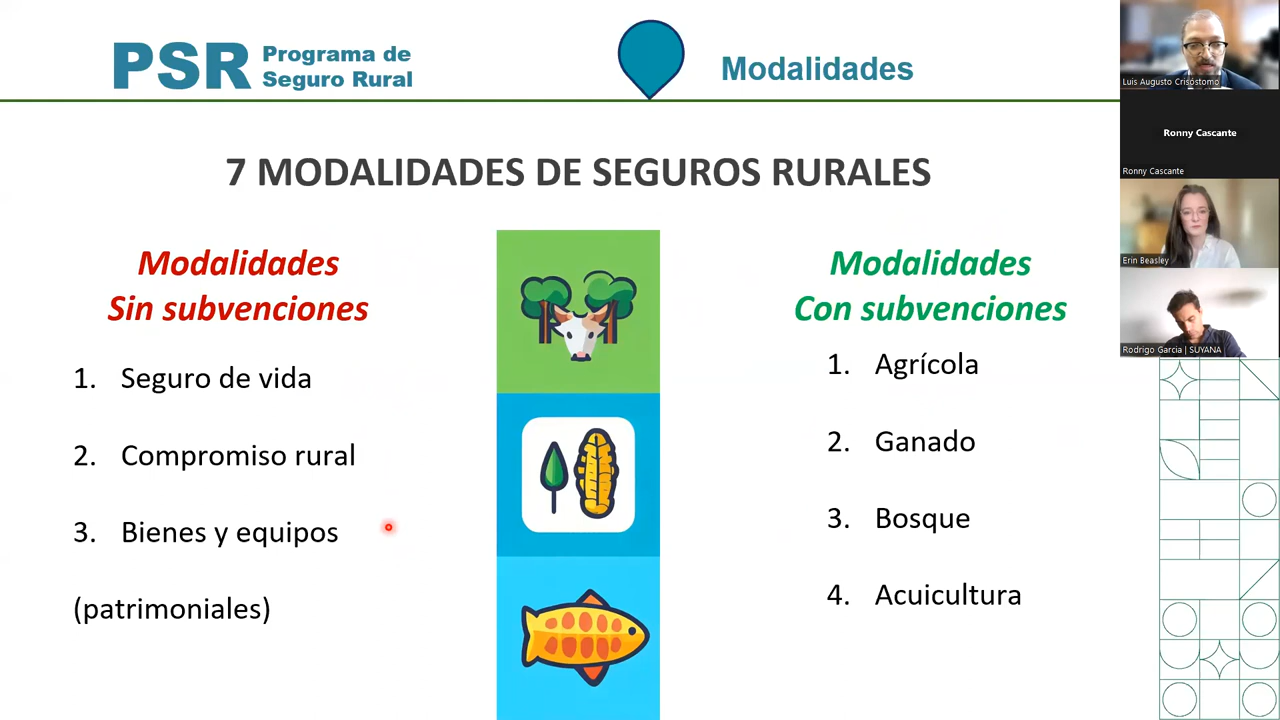 PSR
Programa de
Seguro Rural
Modalidades
7 MODALIDADES DE SEGUROS RURALES
Modalidades
Sin subvenciones
1. Seguro de vida
2. Compromiso rural
3. Bienes y equipos
(patrimoniales)
Modalidades
Con subvenciones
1. Agrícola
2. Ganado
3. Bosque
4. Acuicultura
Luis Augusto Crisóstomo
Ronny Cascante
Ronny Cascante
Erin Beasley
Rodrigo Garcia | SUYANA